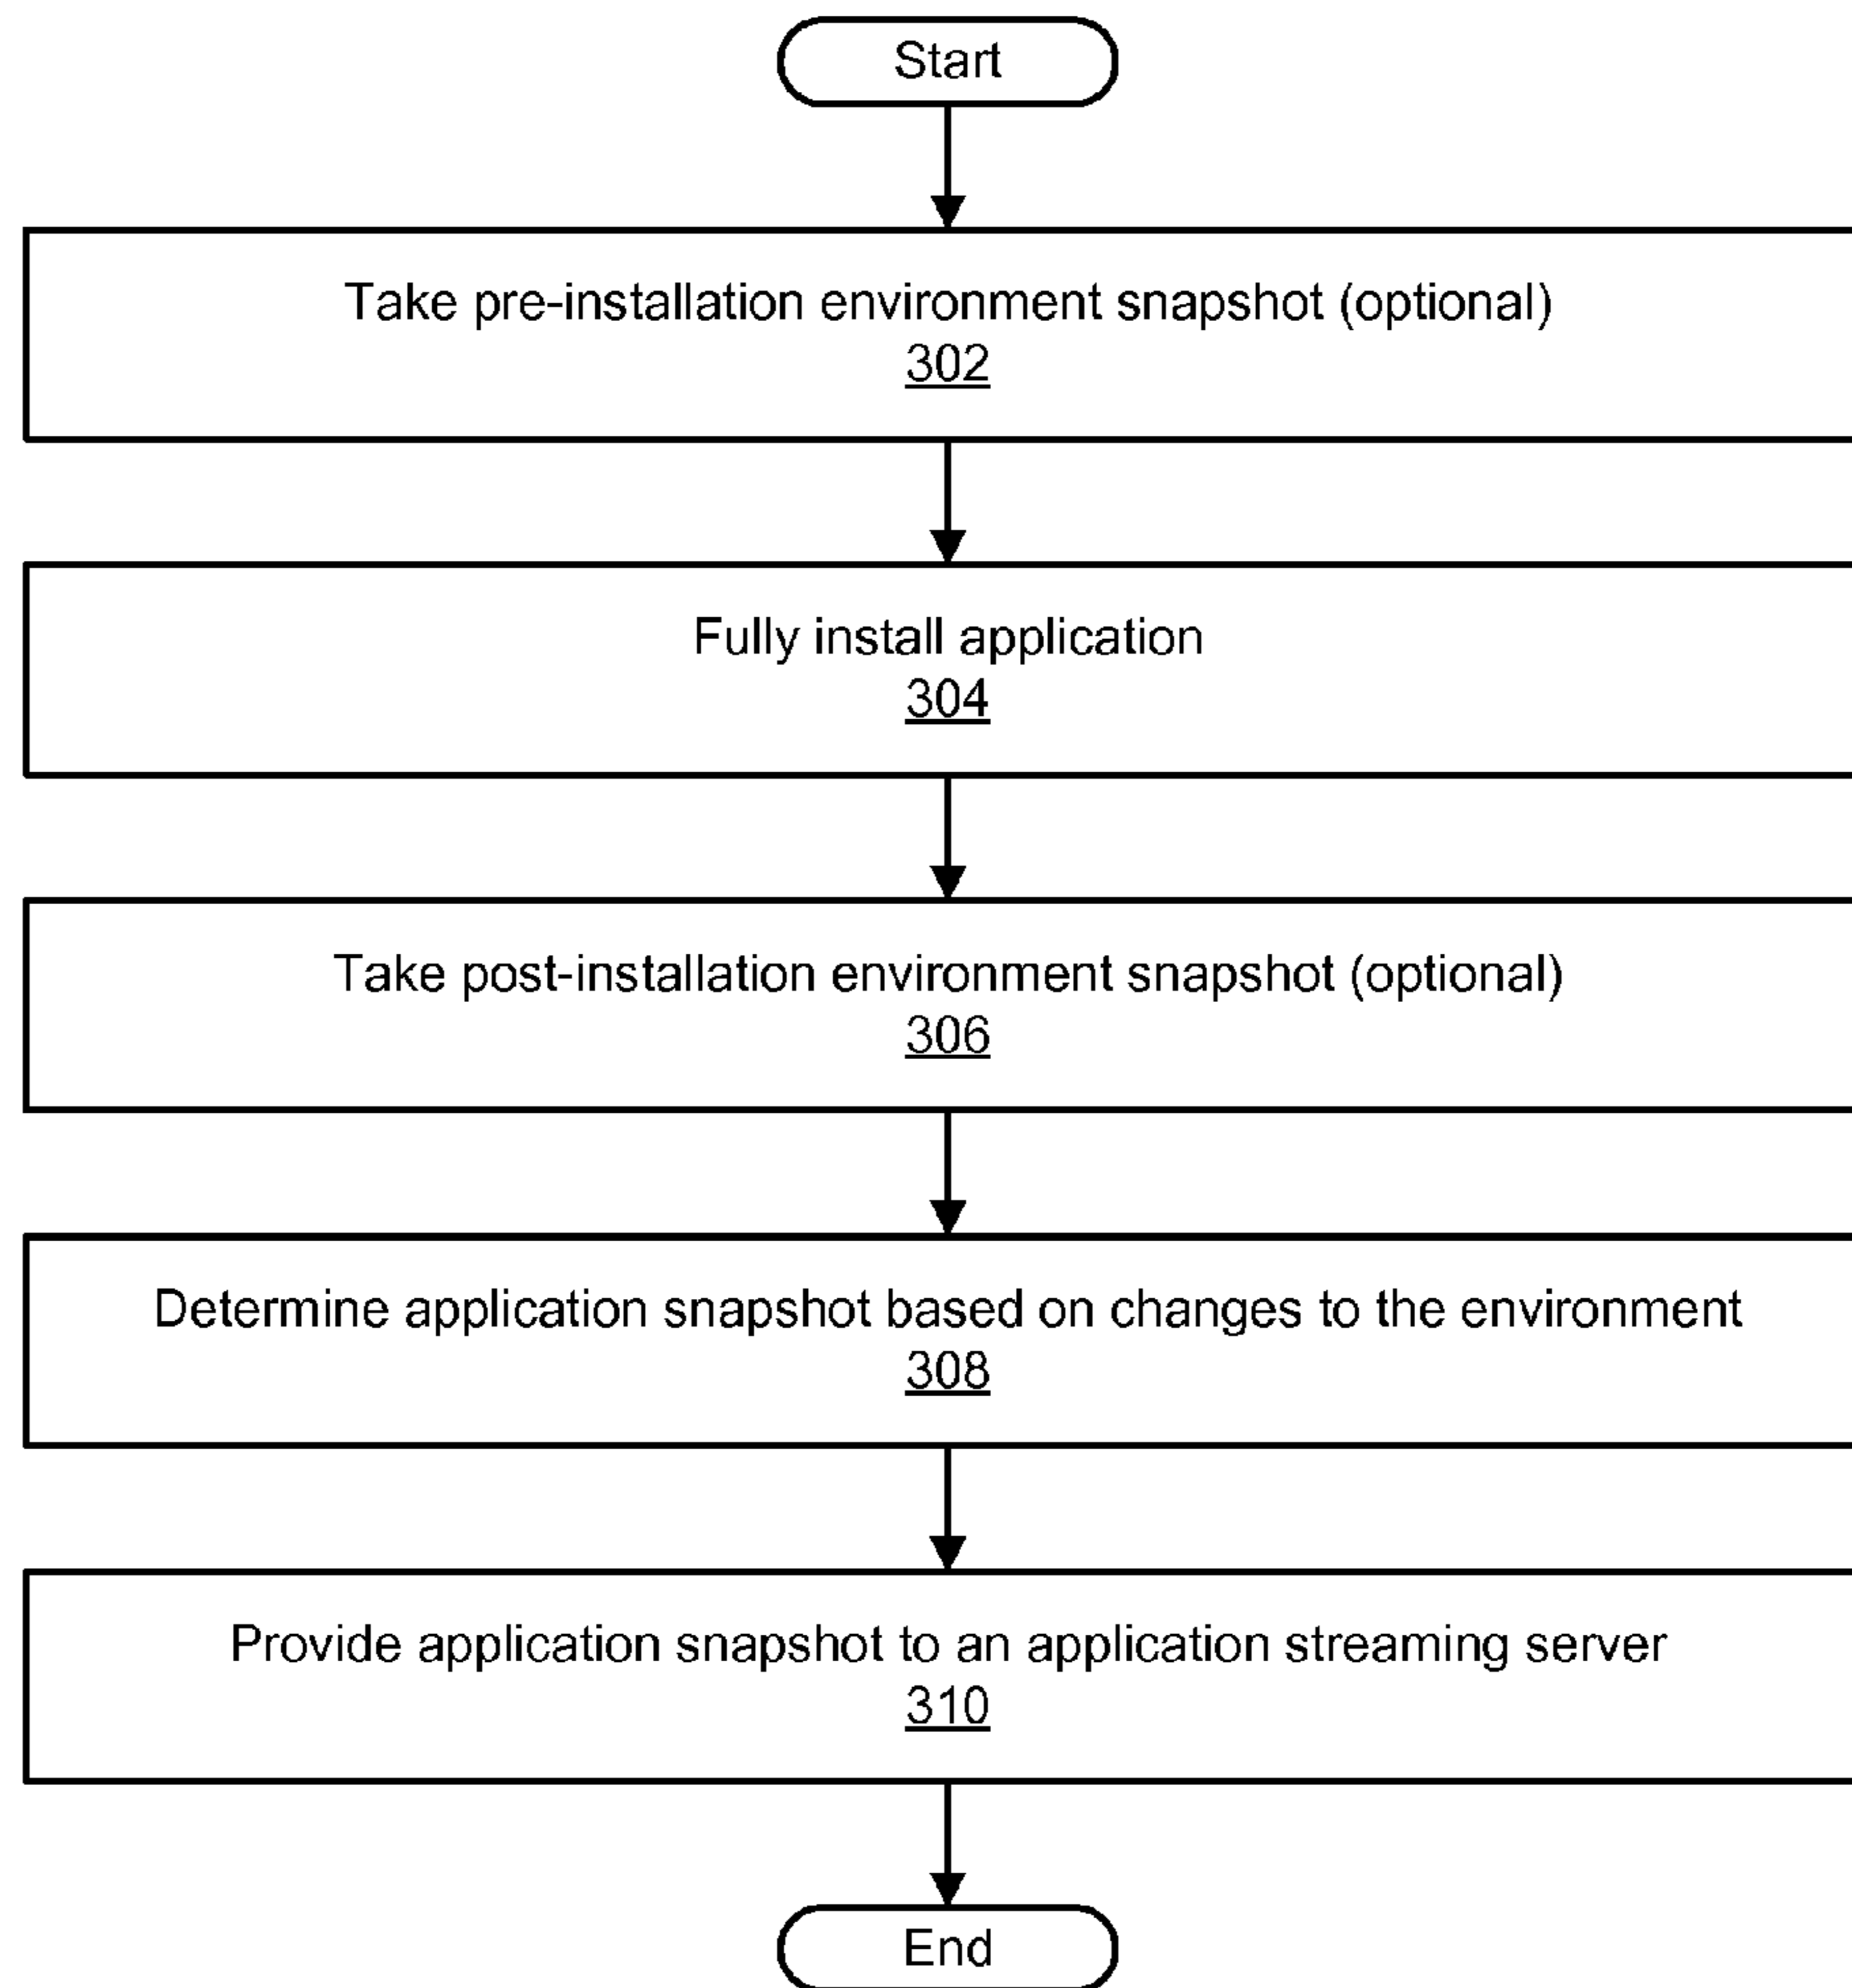 Start
Take pre-installation environment snapshot (optional)
302
Fully install application
304
Take post-installation environment snapshot (optional)
306
Determine application snapshot based on changes to the environment
308
Provide application snapshot to an application streaming server
310
End